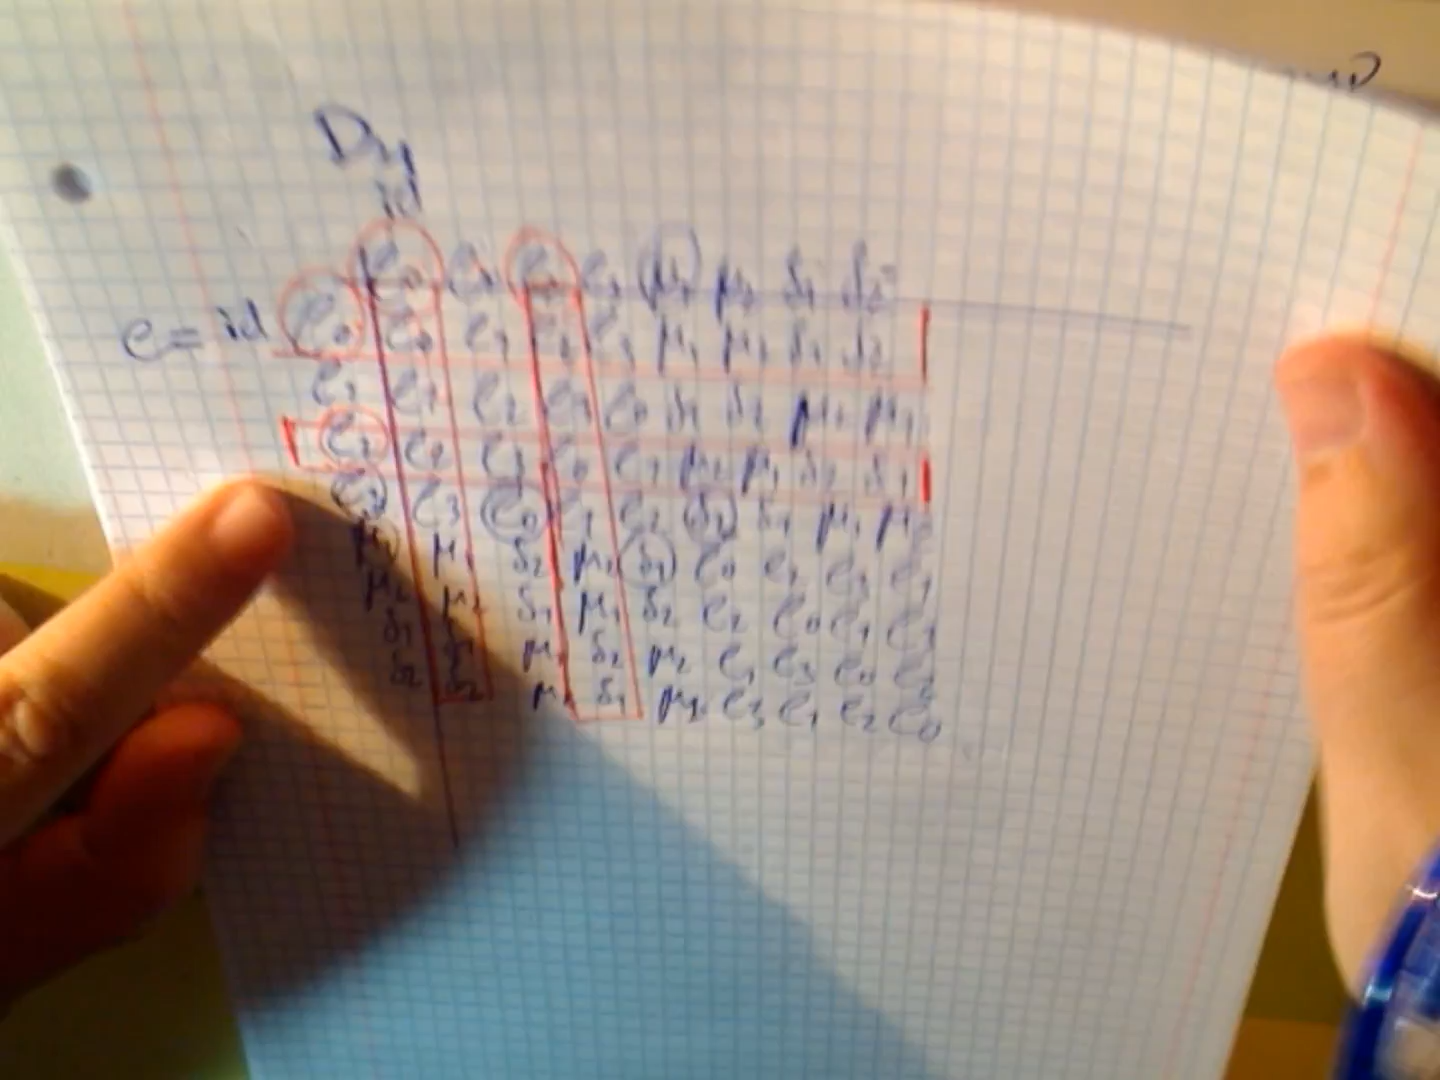 D4
id
e0 e1 e2 e3 μ1 μ2 δ1 δ2
e = id e0 e0 e1 e2 e3 μ1 μ2 δ1 δ2
e1 e1 e2 e3 e0 δ1 δ2 μ2 μ1
e2 e2 e3 e0 e1 μ2 μ1 δ2 δ1
e3 e3 e0 e1 e2 δ2 δ1 μ1 μ2
μ1 μ1 δ2 μ2 δ1 e0 e2 e3 e1
μ2 μ2 δ1 μ1 δ2 e2 e0 e1 e3
δ1 δ1 μ1 δ2 μ2 e1 e3 e0 e2
δ2 δ2 μ2 δ1 μ1 e3 e1 e2 e0